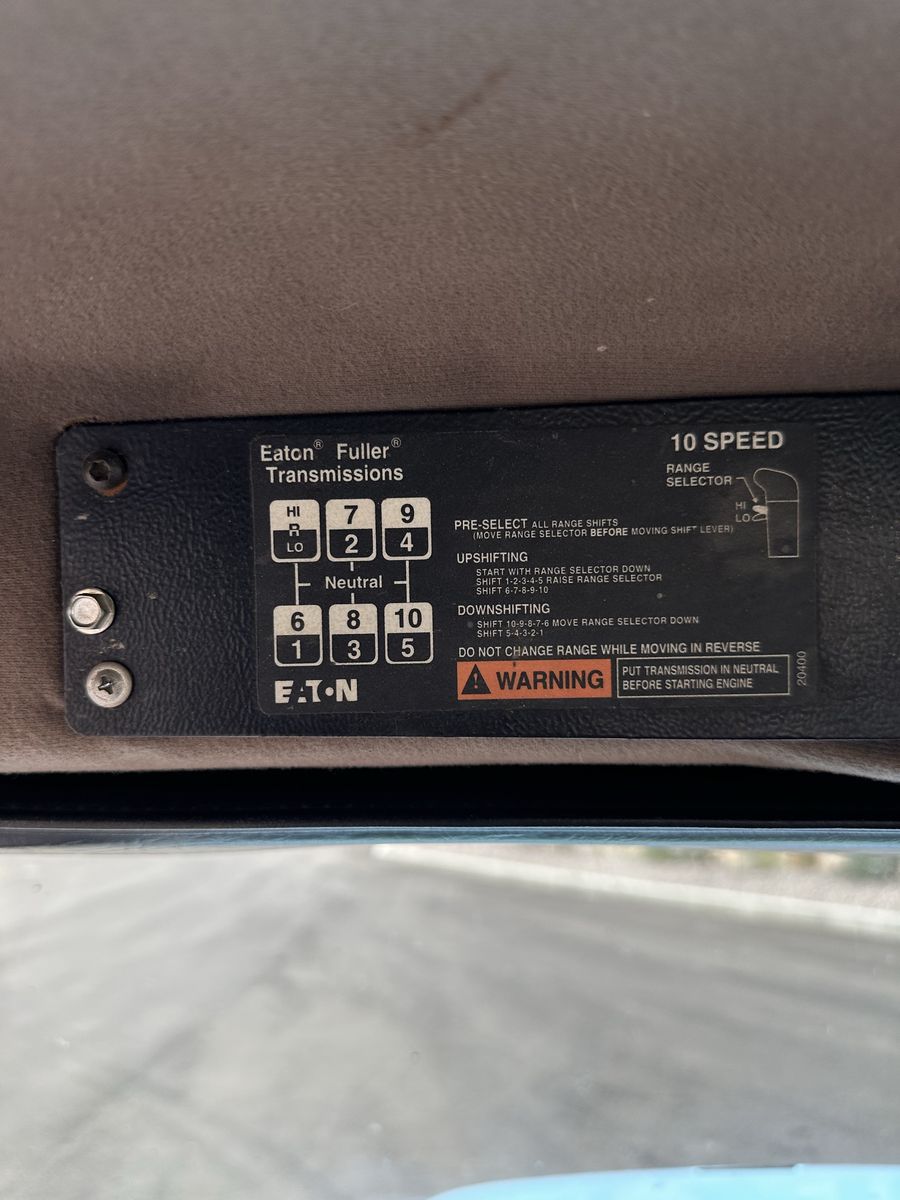 Eaton® Fuller®
Transmissions
10 SPEED
RANGE
SELECTOR
HI
LO
HI
R
LO
7
2
9
4
Neutral
6
1
8
3
10
5
EATON
PRE-SELECT ALL RANGE SHIFTS
(MOVE RANGE SELECTOR BEFORE MOVING SHIFT LEVER)
UPSHIFTING
START WITH RANGE SELECTOR DOWN
SHIFT 1-2-3-4-5 RAISE RANGE SELECTOR
SHIFT 6-7-8-9-10
DOWNSHIFTING
SHIFT 10-9-8-7-6 MOVE RANGE SELECTOR DOWN
SHIFT 5-4-3-2-1
DO NOT CHANGE RANGE WHILE MOVING IN REVERSE
WARNING
PUT TRANSMISSION IN NEUTRAL
BEFORE STARTING ENGINE
20400